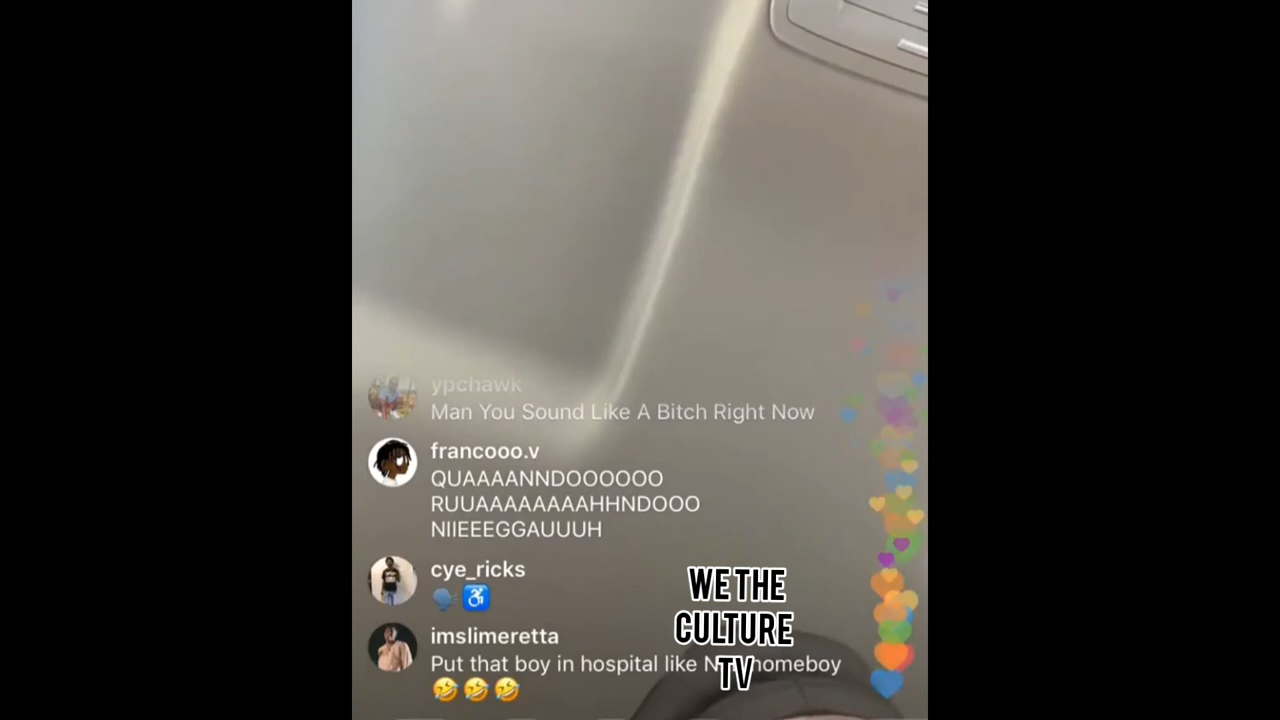 ypchawk
Man You Sound Like A Bitch Right Now
francooo.v
QUAAAANNDOOOOOO
RUUAAAAAAAAHHNDOOO
NIIEEEGGAUUUH
cye_ricks
🗣️♿
imslimeretta
Put that boy in hospital like homeboy
🤣🤣🤣
WE THE
CULTURE
TV